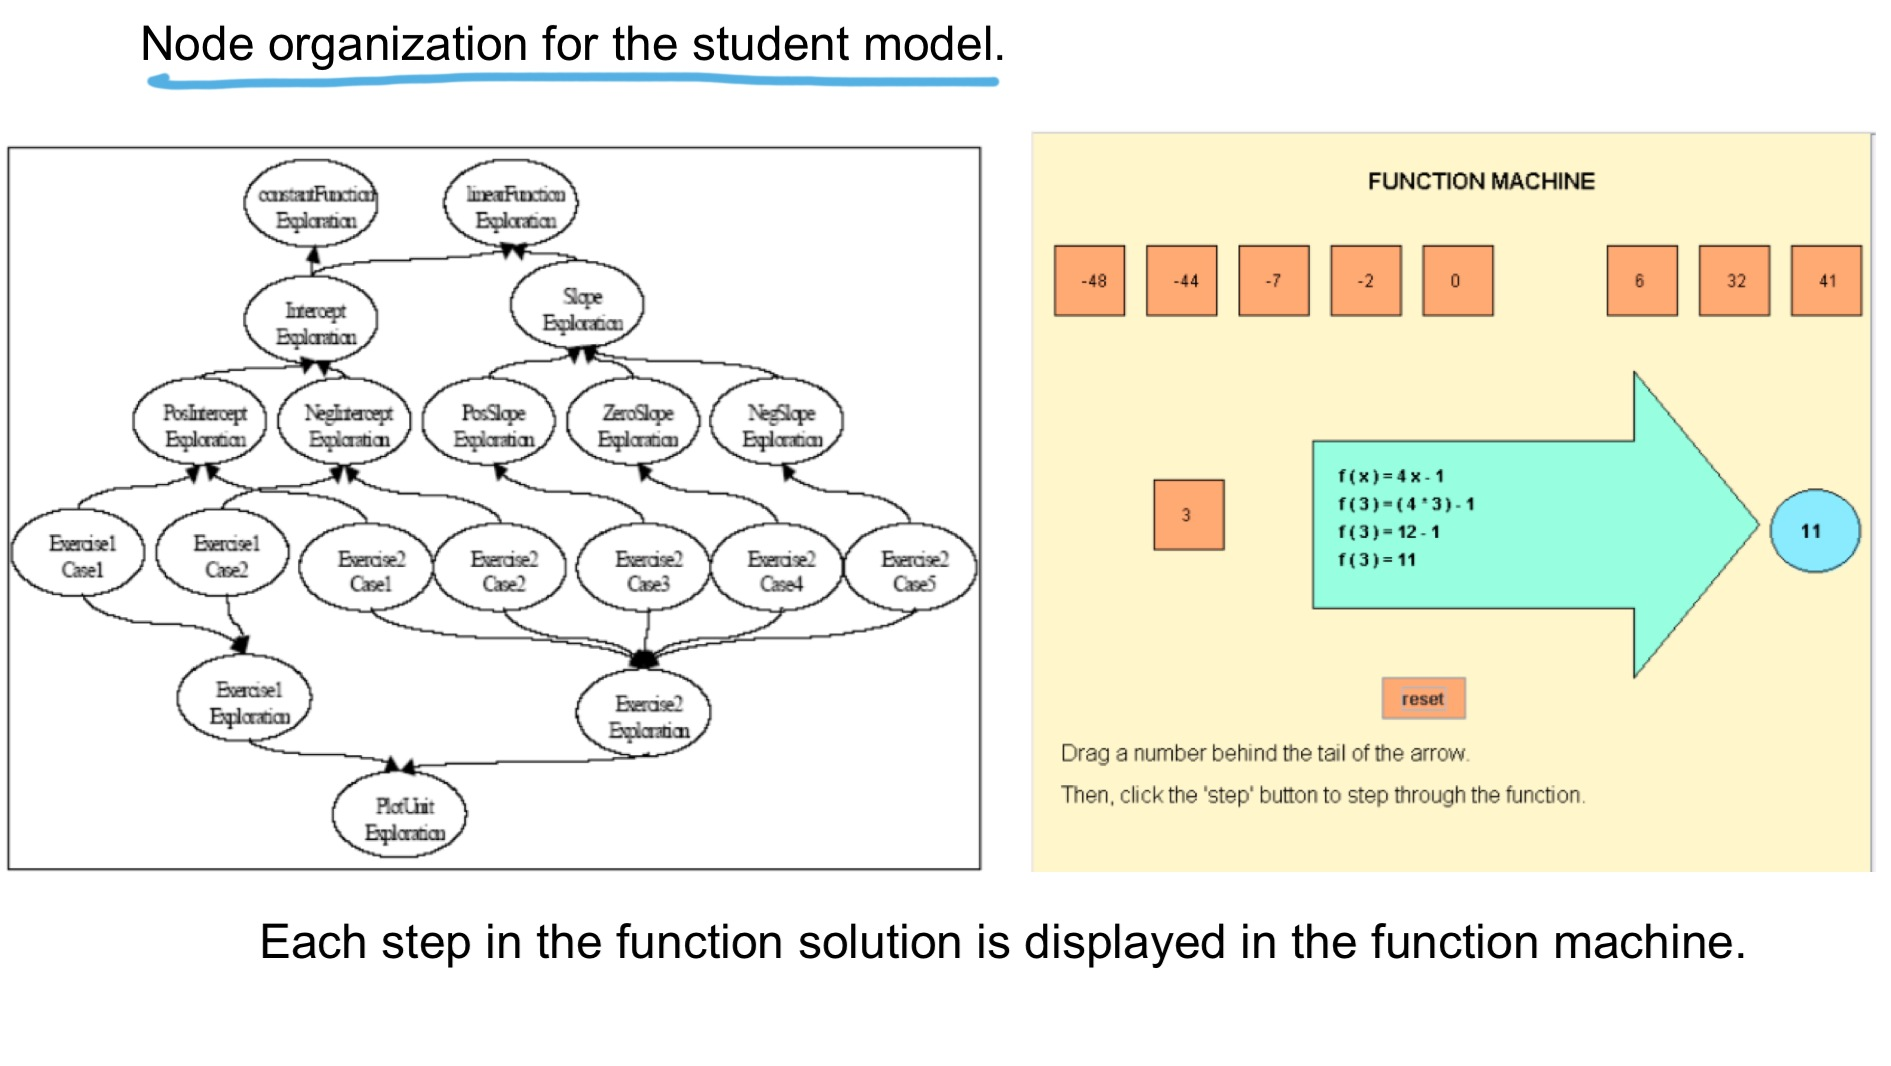 Node organization for the student model.
constantFunction
Exploration
linearFunction
Exploration
Intercept
Exploration
Slope
Exploration
PosIntercept
Exploration
NegIntercept
Exploration
PosSlope
Exploration
ZeroSlope
Exploration
NegSlope
Exploration
Exercise1
Case1
Exercise1
Case2
Exercise2
Case1
Exercise2
Case2
Exercise2
Case3
Exercise2
Case4
Exercise2
Case5
Exercise1
Exploration
Exercise2
Exploration
PlotUnit
Exploration
FUNCTION MACHINE
-48 -44 -7 -2 0 6 32 41
3
f ( x ) = 4 x - 1
f ( 3 ) = ( 4 * 3 ) - 1
f ( 3 ) = 12 - 1
f ( 3 ) = 11
11
reset
Drag a number behind the tail of the arrow.
Then, click the 'step' button to step through the function.
Each step in the function solution is displayed in the function machine.